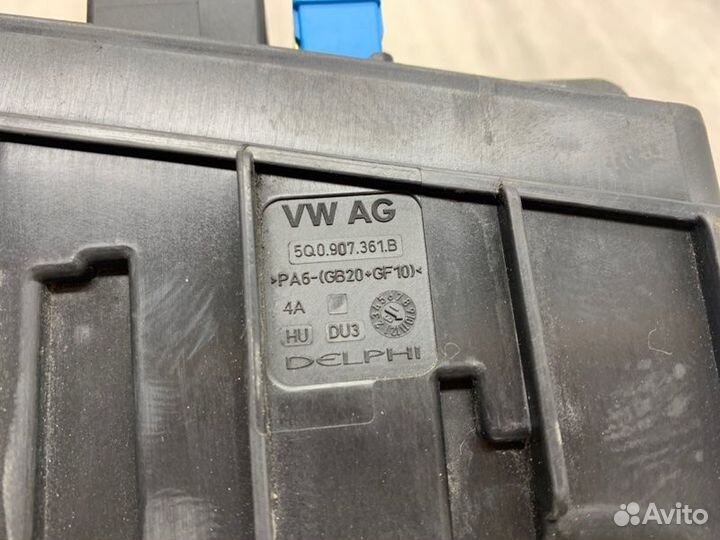 VW AG
5Q0.907.361.B
>PA6-(GB20+GF10)<
4A
HU DU3
DELPHI
Avito